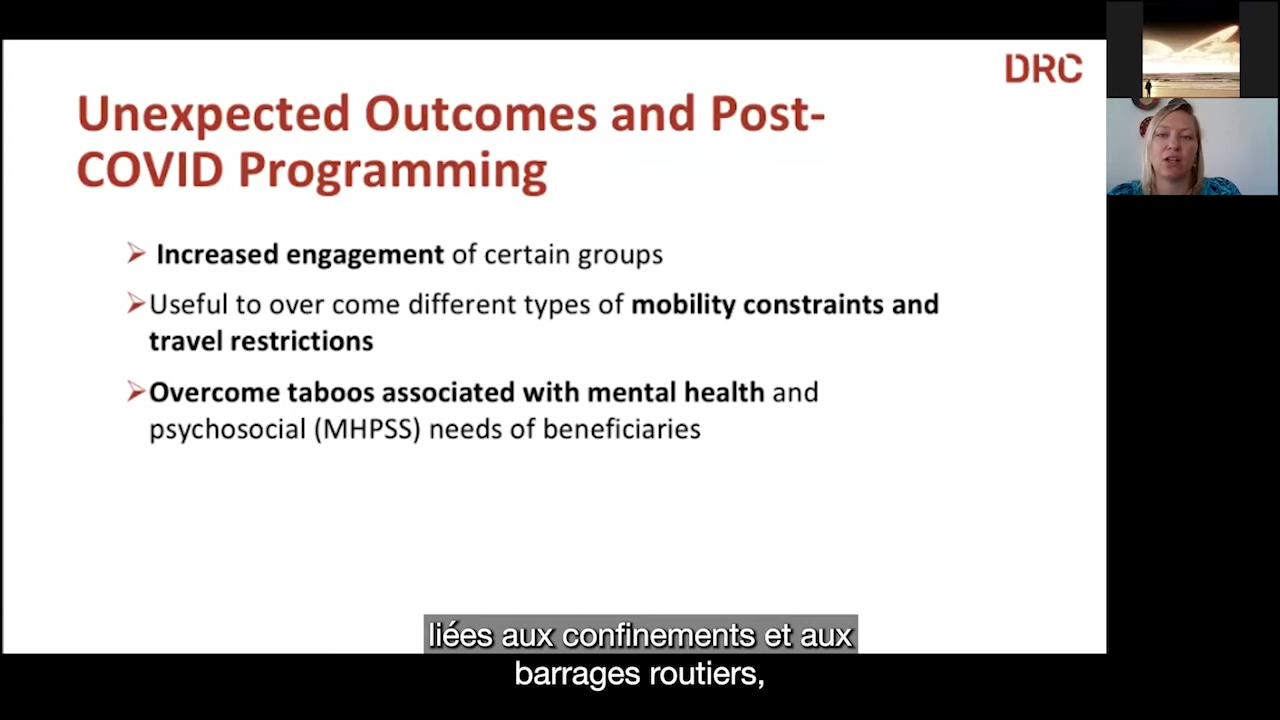 DRC
Unexpected Outcomes and Post-
COVID Programming
Increased engagement of certain groups
Useful to over come different types of mobility constraints and
travel restrictions
Overcome taboos associated with mental health and
psychosocial (MHPSS) needs of beneficiaries
liées aux confinements et aux
barrages routiers,